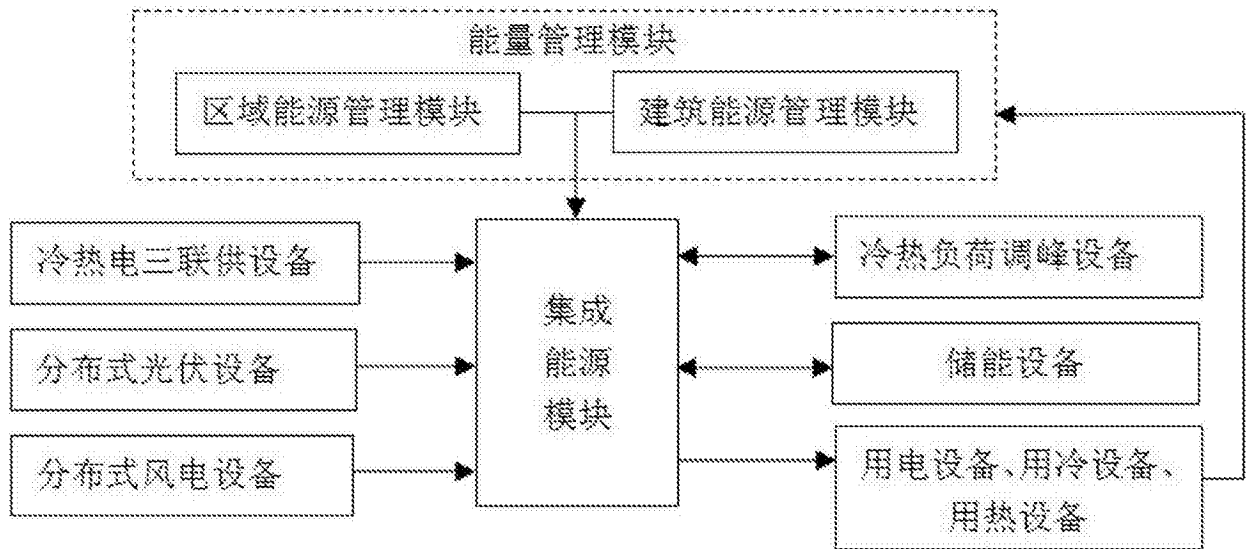 能量管理模块
区域能源管理模块
建筑能源管理模块
冷热电三联供设备
分布式光伏设备
分布式风电设备
集成
能源
模块
冷热负荷调峰设备
储能设备
用电设备、用冷设备、
用热设备